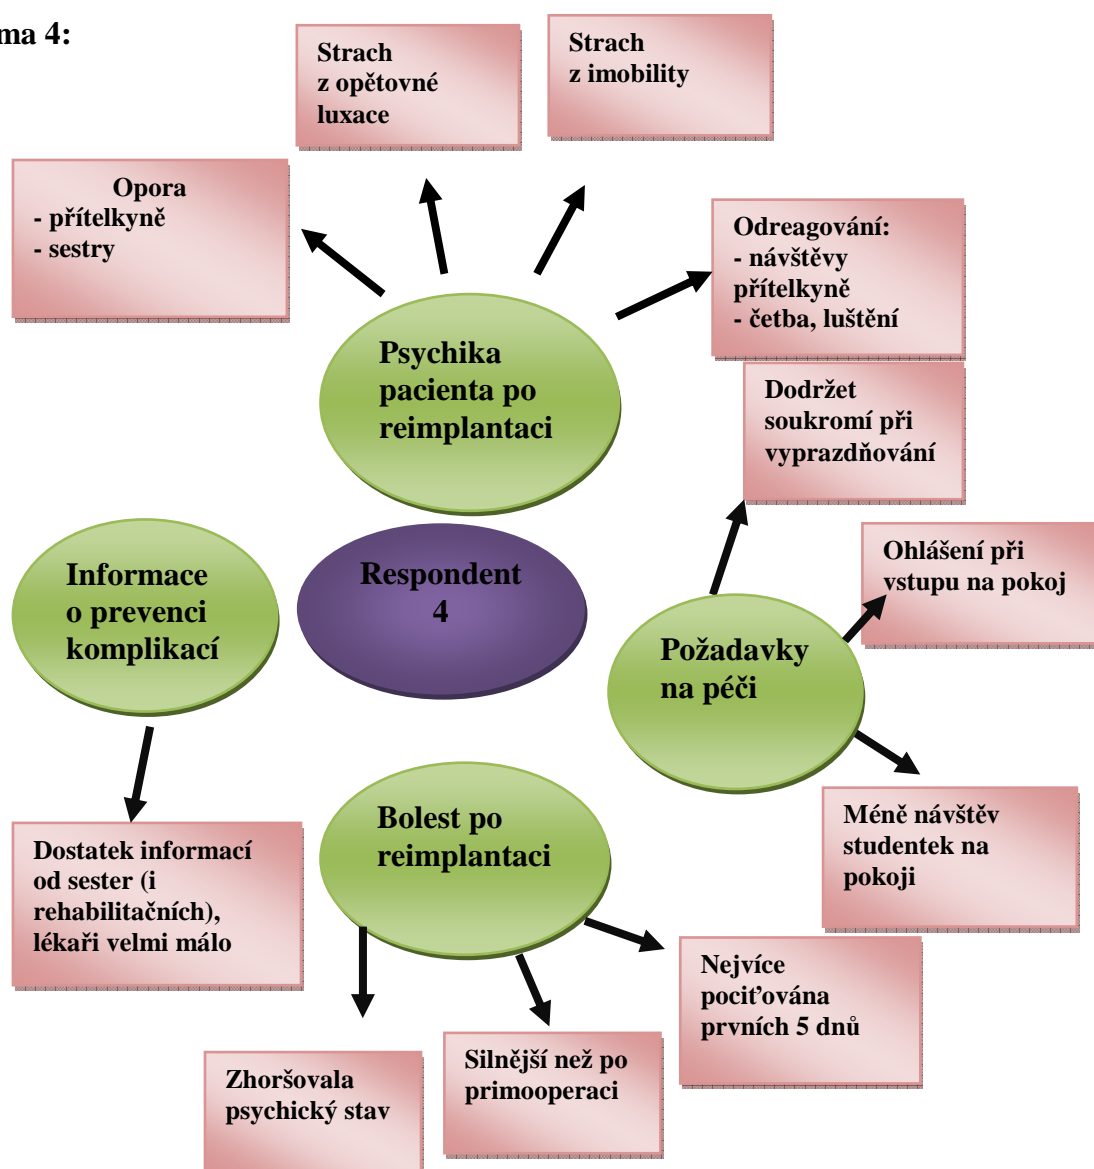 ma 4:
Strach
z opětovné
luxace
Strach
z imobility
Opora
- přítelkyně
- sestry
Odreagování:
- návštěvy
přítelkyně
- četba, luštění
Psychika
pacienta po
reimplantaci
Dodržet
soukromí při
vyprazdňování
Ohlášení při
vstupu na pokoj
Informace
o prevenci
komplikací
Respondent
4
Požadavky
na péči
Méně návštěv
studentek na
pokoji
Bolest po
reimplantaci
Dostatek informací
od sester (i
rehabilitačních),
lékaři velmi málo
Nejvíce
pociťována
prvních 5 dnů
Silnější než po
primooperaci
Zhoršovala
psychický stav